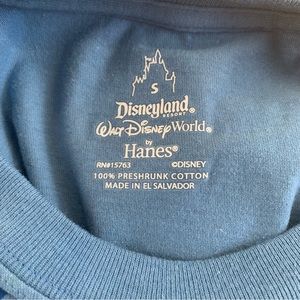 S
Disneyland
RESORT
WALT DISNEY World®
by
Hanes®
RN#15763 ©DISNEY
100% PRESHRUNK COTTON
MADE IN EL SALVADOR